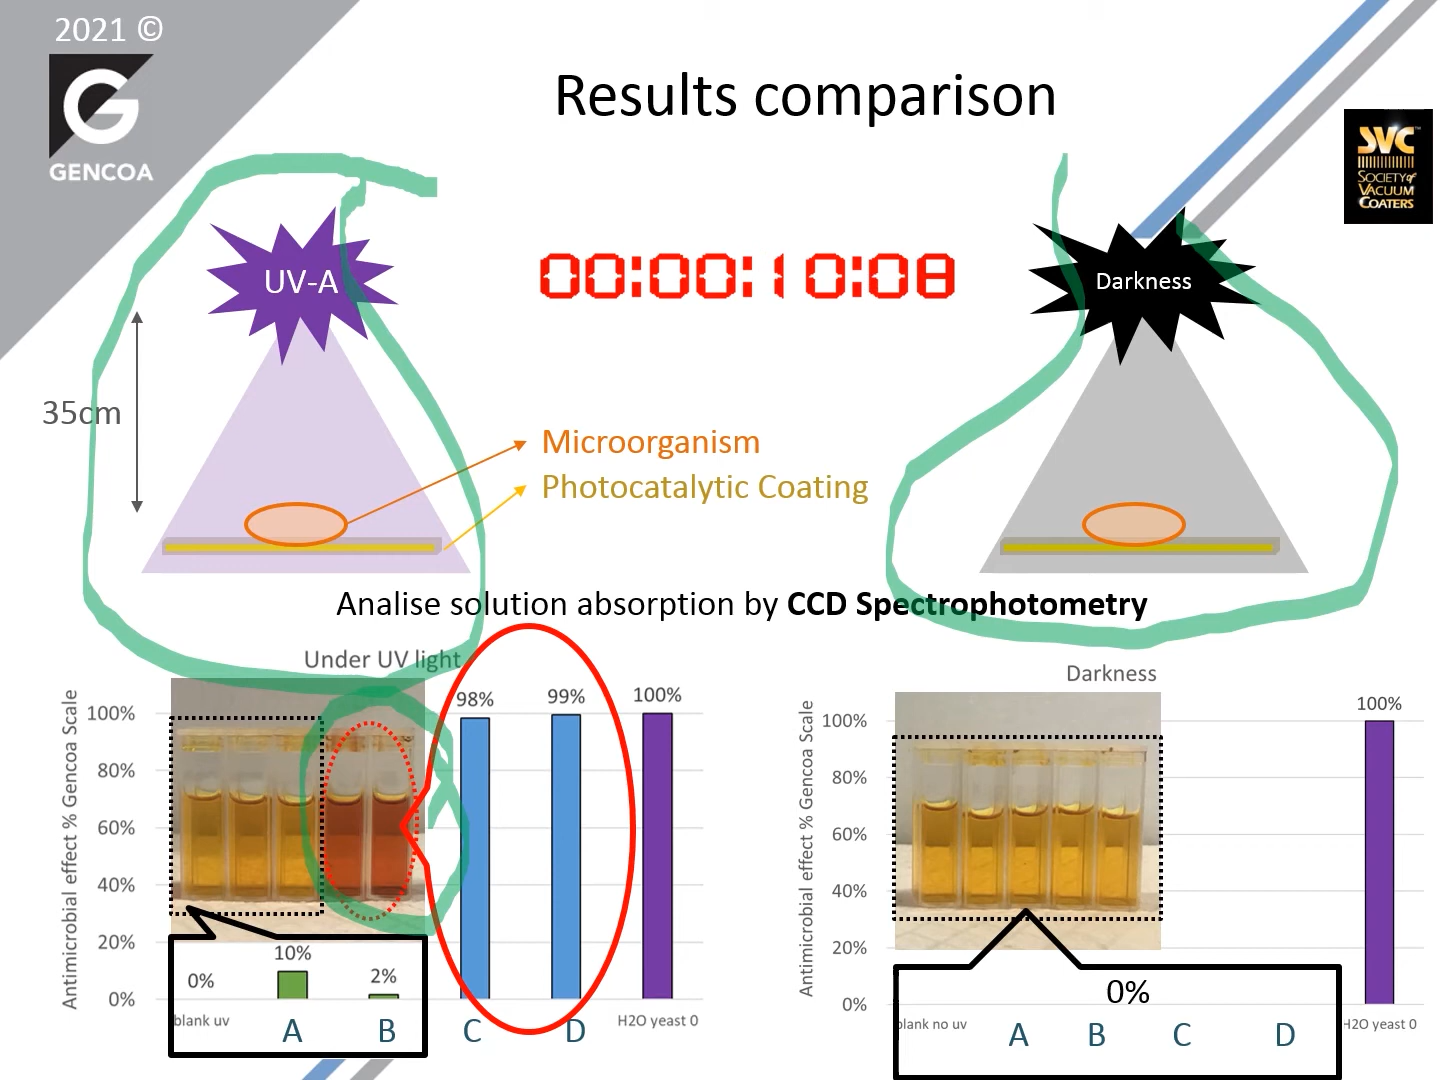 2021 ©
GENCOA
Results comparison
SVC
SOCIETY of
VACUUM
COATERS
UV-A
00:00:10:08
Darkness
35cm
Microorganism
Photocatalytic Coating
Analise solution absorption by CCD Spectrophotometry
Under UV light
Antimicrobial effect % Gencoa Scale
100%
80%
60%
40%
20%
0%
0%
10%
2%
98%
99%
100%
blank uv
A
B
C
D
H2O yeast 0
Darkness
Antimicrobial effect % Gencoa Scale
100%
80%
60%
40%
20%
0%
100%
0%
blank no uv
A
B
C
D
H2O yeast 0